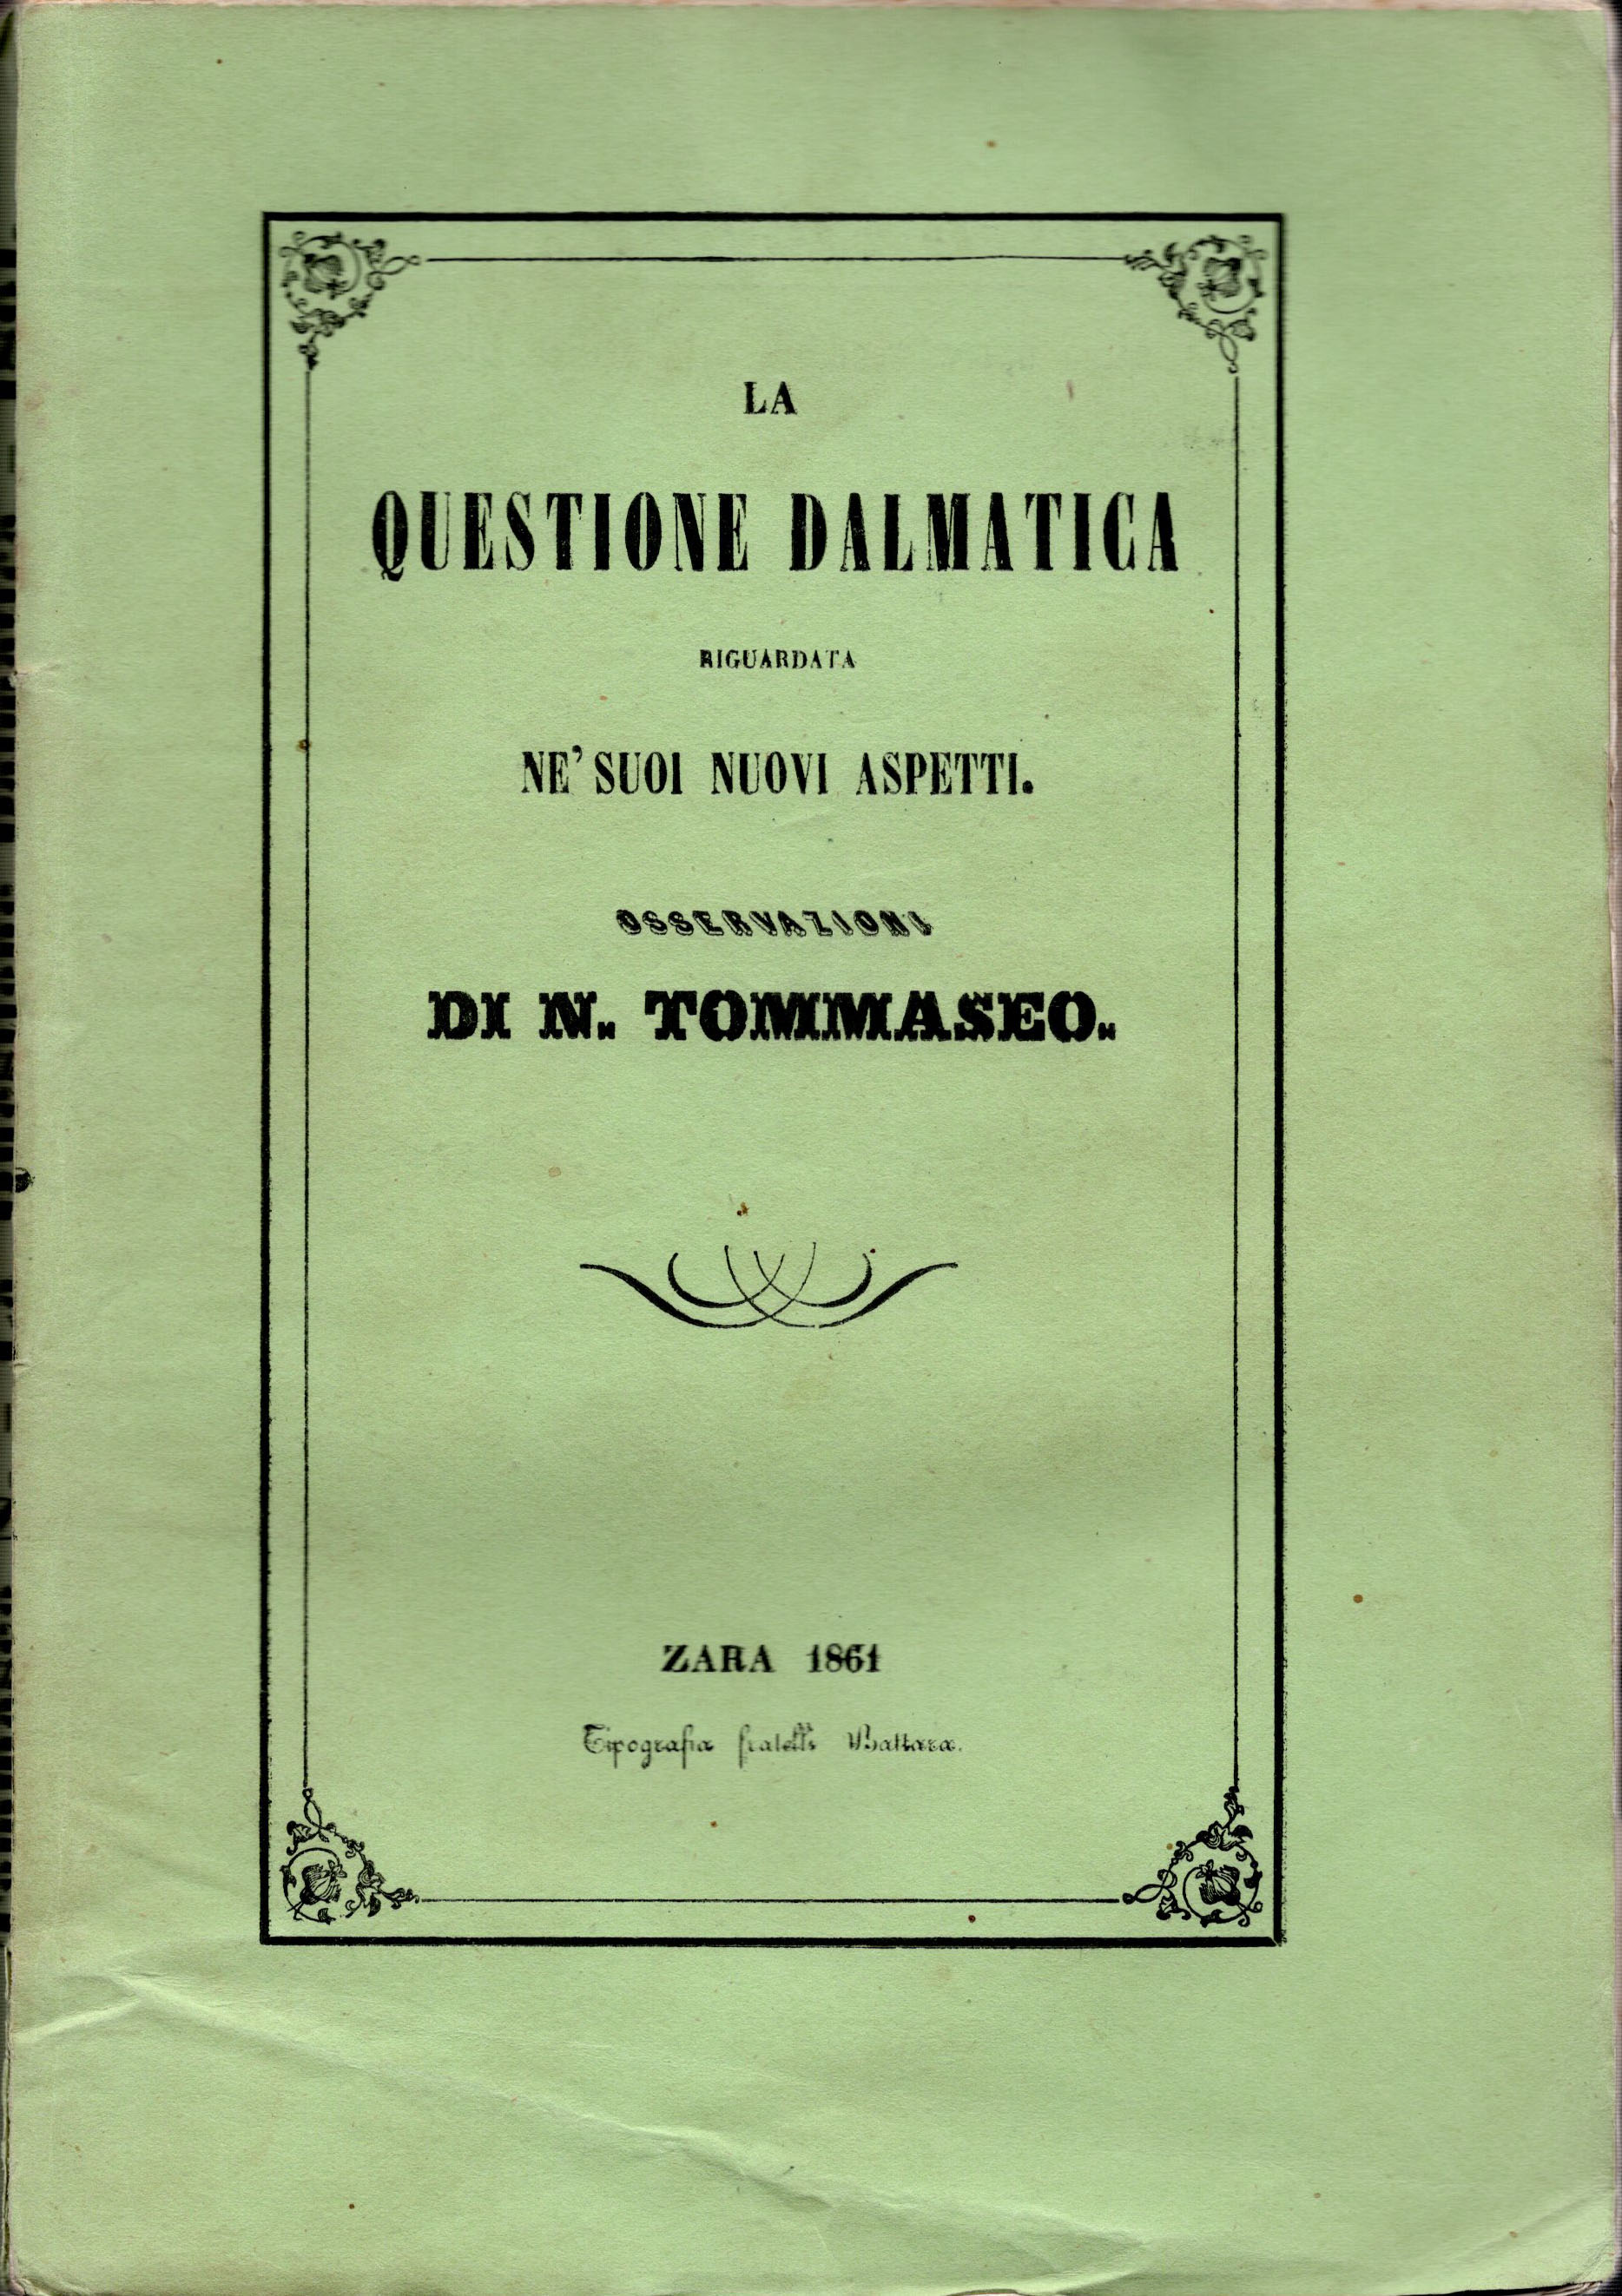 LA
QUESTIONE DALMATICA
RIGUARDATA
NE' SUOI NUOVI ASPETTI.
OSSERVAZIONI
DI N. TOMMASEO.
ZARA 1861
Tipografia fratelli Battara.